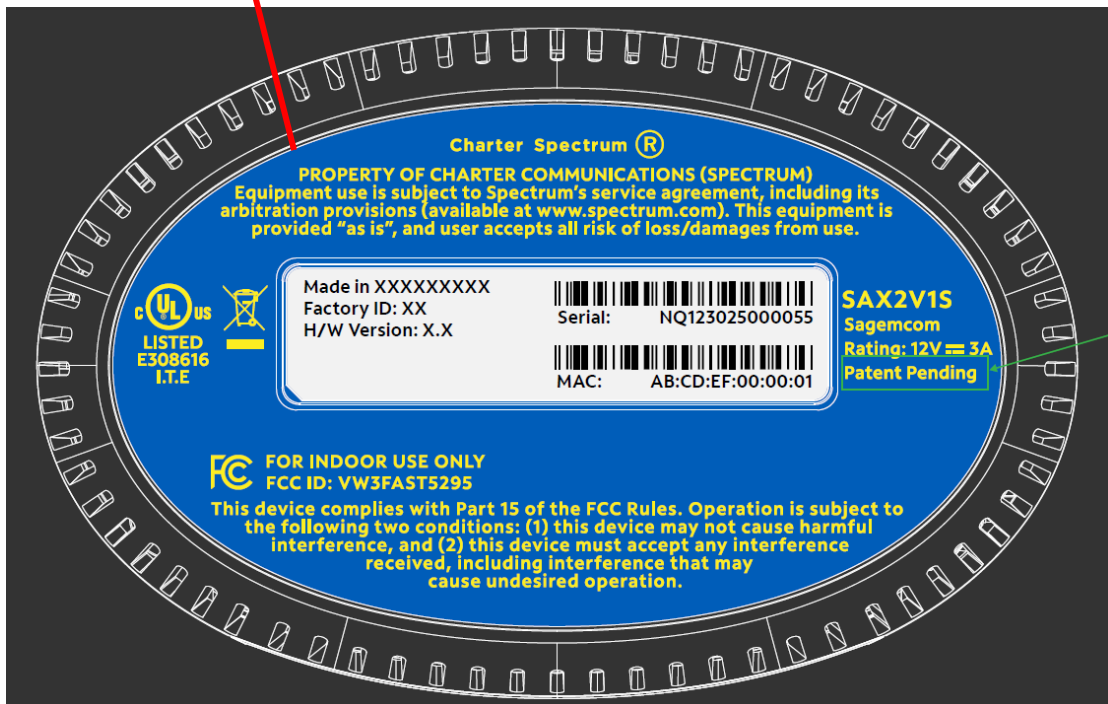 Charter Spectrum ®
PROPERTY OF CHARTER COMMUNICATIONS (SPECTRUM)
Equipment use is subject to Spectrum's service agreement, including its
arbitration provisions (available at www.spectrum.com). This equipment is
provided "as is", and user accepts all risk of loss/damages from use.
c UL US
LISTED
E308616
I.T.E
Made in XXXXXXXXX
Factory ID: XX
H/W Version: X.X
Serial: NQ123025000055
MAC: AB:CD:EF:00:00:01
SAX2V1S
Sagemcom
Rating: 12V ⎓ 3A
Patent Pending
FC FOR INDOOR USE ONLY
FCC ID: VW3FAST5295
This device complies with Part 15 of the FCC Rules. Operation is subject to
the following two conditions: (1) this device may not cause harmful
interference, and (2) this device must accept any interference
received, including interference that may
cause undesired operation.